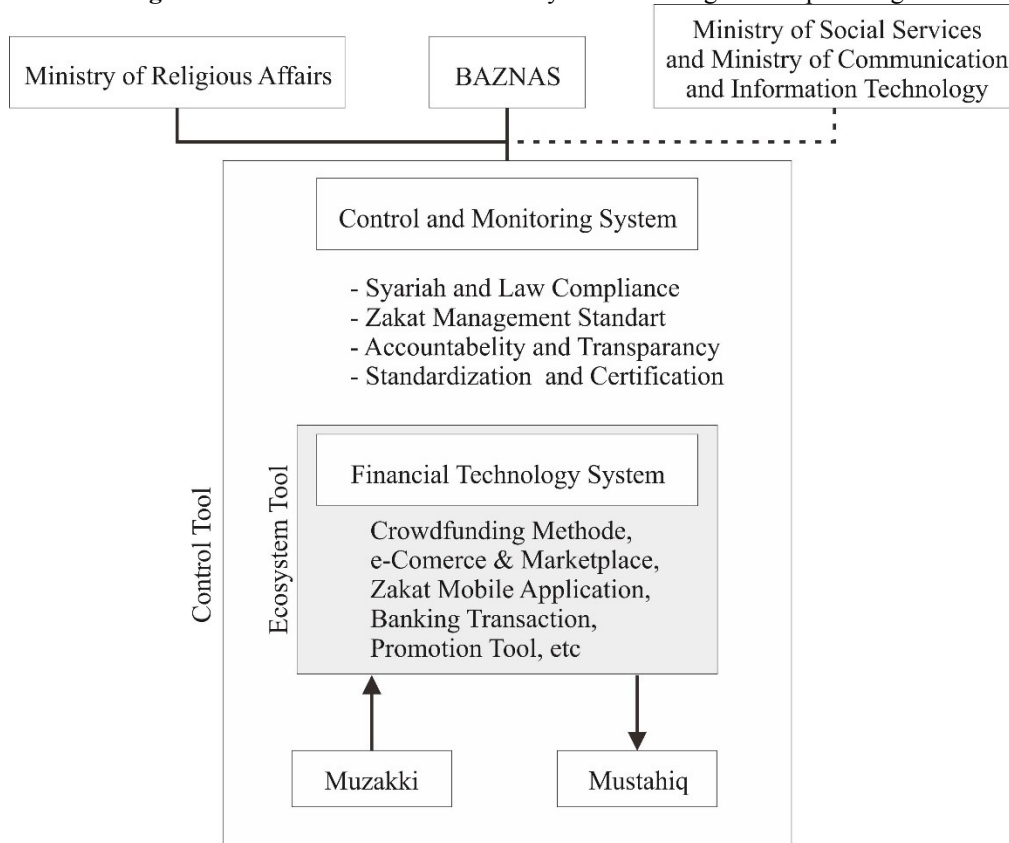 Ministry of Religious Affairs
BAZNAS
Ministry of Social Services
and Ministry of Communication
and Information Technology
Control and Monitoring System
- Syariah and Law Compliance
- Zakat Management Standart
- Accountabelity and Transparancy
- Standardization and Certification
Control Tool
Ecosystem Tool
Financial Technology System
Crowdfunding Methode,
e-Comerce & Marketplace,
Zakat Mobile Application,
Banking Transaction,
Promotion Tool, etc
Muzakki
Mustahiq